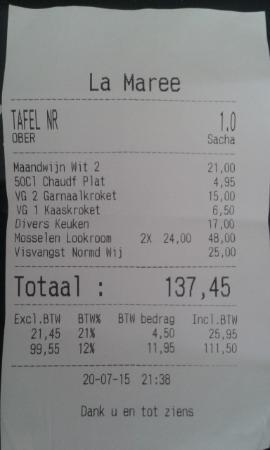 La Maree
TAFEL NR 1.0
OBER Sacha
Maandwijn Wit 2 21,00
50Cl Chaudf Plat 4,95
VG 2 Garnaalkroket 15,00
VG 1 Kaaskroket 6,50
Divers Keuken 17,00
Mosselen Lookroom 2X 24,00 48,00
Visvangst Normd Wij 25,00
Totaal : 137,45
Excl.BTW BTW% BTW bedrag Incl.BTW
21,45 21% 4,50 25,95
99,55 12% 11,95 111,50
20-07-15 21:38
Dank u en tot ziens